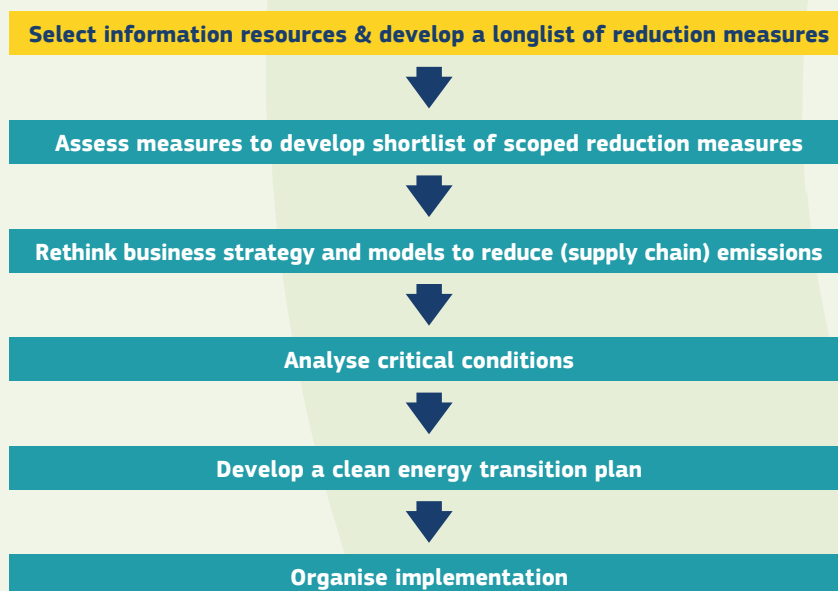 Select information resources & develop a longlist of reduction measures
Assess measures to develop shortlist of scoped reduction measures
Rethink business strategy and models to reduce (supply chain) emissions
Analyse critical conditions
Develop a clean energy transition plan
Organise implementation